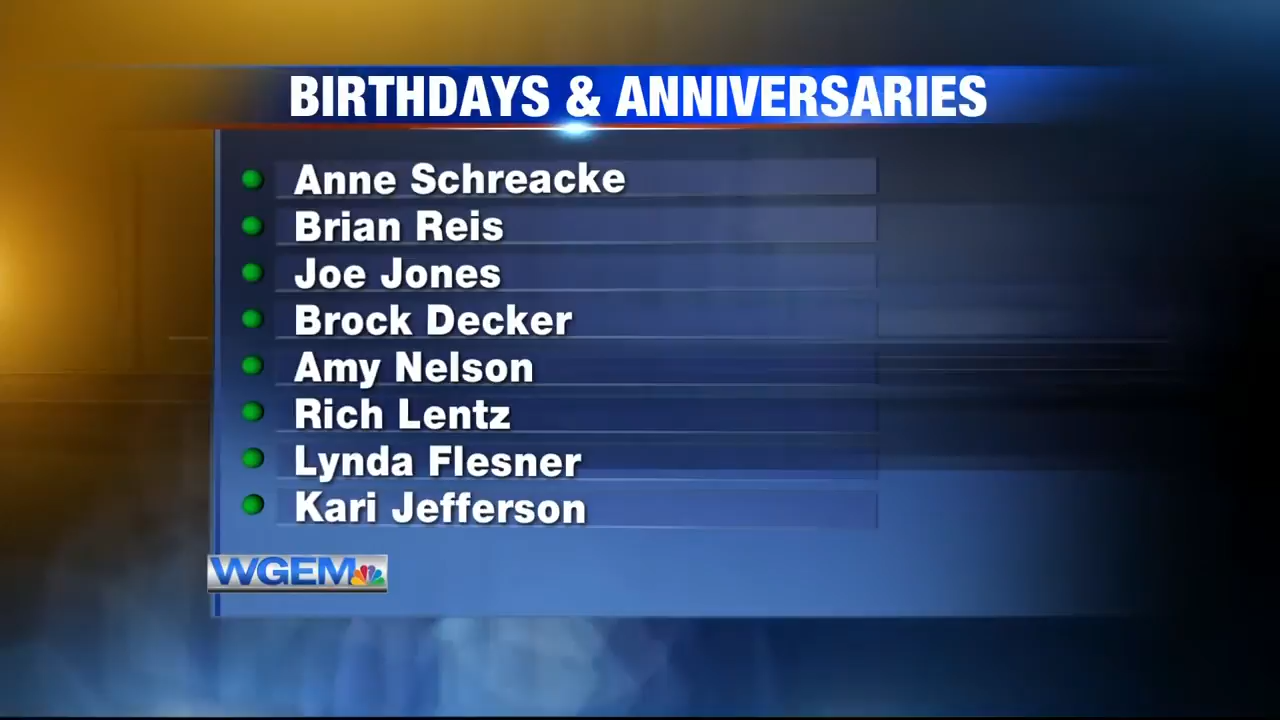 BIRTHDAYS & ANNIVERSARIES
Anne Schreacke
Brian Reis
Joe Jones
Brock Decker
Amy Nelson
Rich Lentz
Lynda Flesner
Kari Jefferson
WGEM